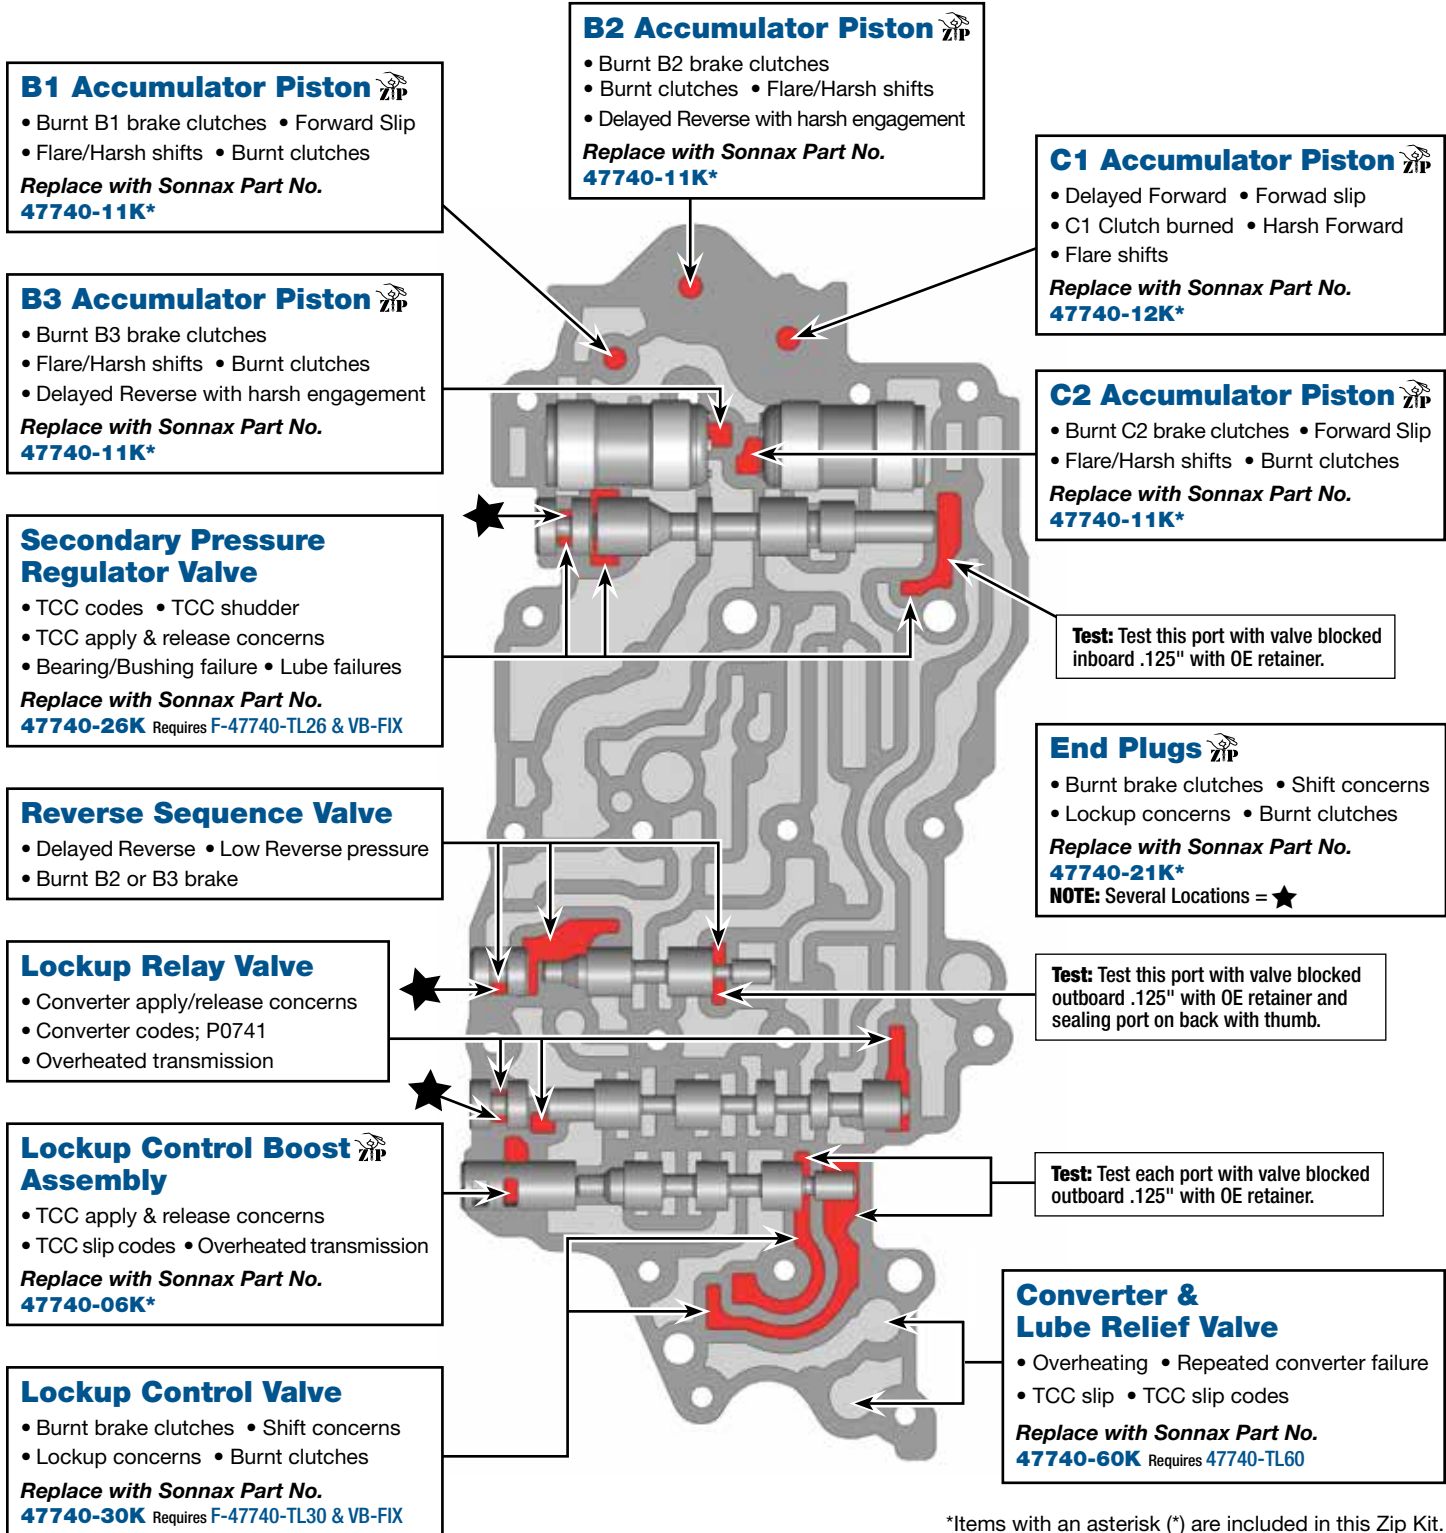 B2 Accumulator Piston ZIP
• Burnt B2 brake clutches
• Burnt clutches • Flare/Harsh shifts
• Delayed Reverse with harsh engagement
Replace with Sonnax Part No.
47740-11K*
B1 Accumulator Piston ZIP
• Burnt B1 brake clutches • Forward Slip
• Flare/Harsh shifts • Burnt clutches
Replace with Sonnax Part No.
47740-11K*
C1 Accumulator Piston ZIP
• Delayed Forward • Forwad slip
• C1 Clutch burned • Harsh Forward
• Flare shifts
Replace with Sonnax Part No.
47740-12K*
B3 Accumulator Piston ZIP
• Burnt B3 brake clutches
• Flare/Harsh shifts • Burnt clutches
• Delayed Reverse with harsh engagement
Replace with Sonnax Part No.
47740-11K*
C2 Accumulator Piston ZIP
• Burnt C2 brake clutches • Forward Slip
• Flare/Harsh shifts • Burnt clutches
Replace with Sonnax Part No.
47740-11K*
Secondary Pressure
Regulator Valve
• TCC codes • TCC shudder
• TCC apply & release concerns
• Bearing/Bushing failure • Lube failures
Replace with Sonnax Part No.
47740-26K Requires F-47740-TL26 & VB-FIX
Test: Test this port with valve blocked
inboard .125" with OE retainer.
End Plugs ZIP
• Burnt brake clutches • Shift concerns
• Lockup concerns • Burnt clutches
Replace with Sonnax Part No.
47740-21K*
NOTE: Several Locations = ★
Reverse Sequence Valve
• Delayed Reverse • Low Reverse pressure
• Burnt B2 or B3 brake
Lockup Relay Valve
• Converter apply/release concerns
• Converter codes; P0741
• Overheated transmission
Test: Test this port with valve blocked
outboard .125" with OE retainer and
sealing port on back with thumb.
Lockup Control Boost ZIP
Assembly
• TCC apply & release concerns
• TCC slip codes • Overheated transmission
Replace with Sonnax Part No.
47740-06K*
Test: Test each port with valve blocked
outboard .125" with OE retainer.
Converter &
Lube Relief Valve
• Overheating • Repeated converter failure
• TCC slip • TCC slip codes
Replace with Sonnax Part No.
47740-60K Requires 47740-TL60
Lockup Control Valve
• Burnt brake clutches • Shift concerns
• Lockup concerns • Burnt clutches
Replace with Sonnax Part No.
47740-30K Requires F-47740-TL30 & VB-FIX
*Items with an asterisk (*) are included in this Zip Kit.